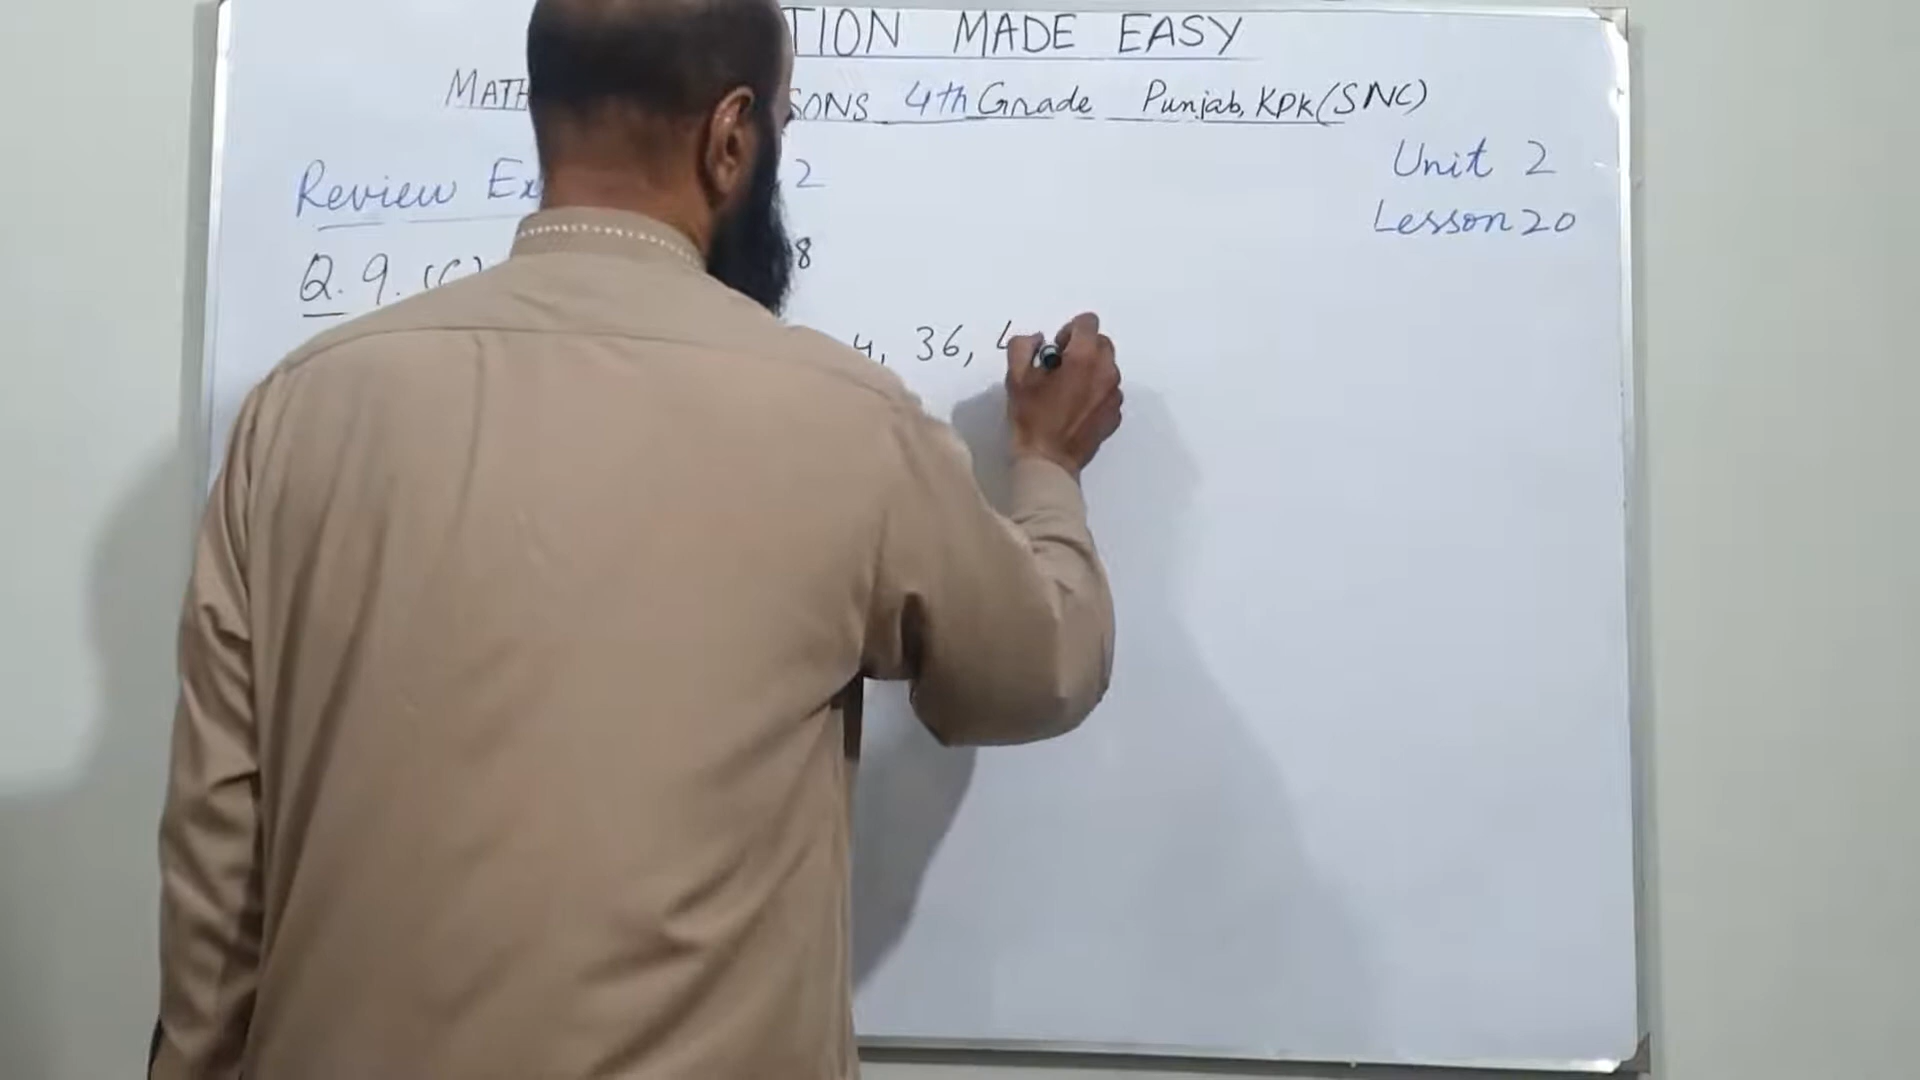 TION MADE EASY
MATH SONS 4th Grade Punjab, KPK (SNC)
Unit 2
Review Ex 2
Lesson 20
Q. 9. (C) 8
4, 36, 4